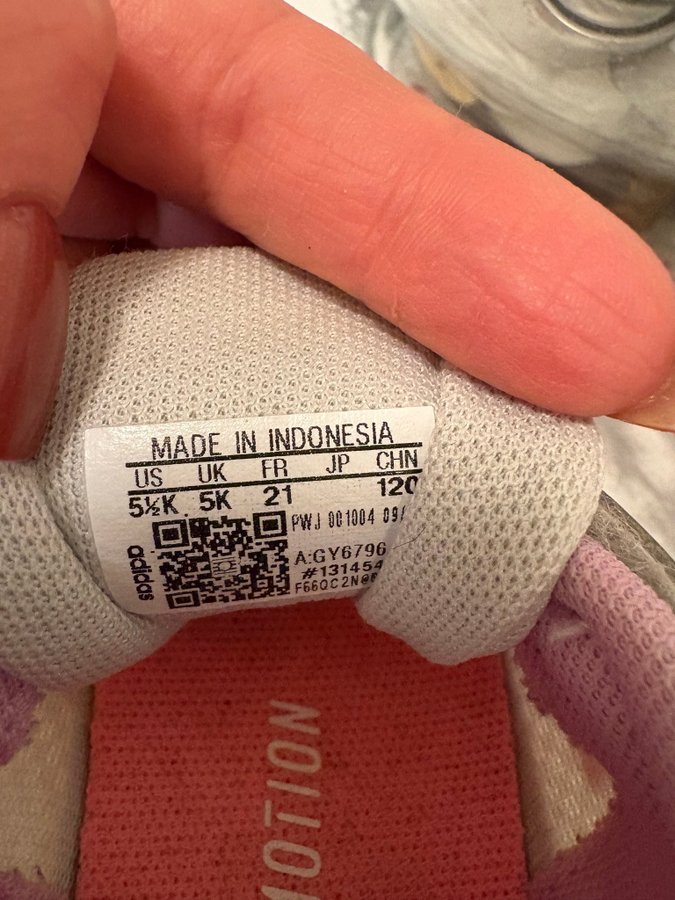 MADE IN INDONESIA
US UK FR JP CHN
5½K 5K 21 120
PWJ 001004 09/
A:GY6796
#131454
adidas
OTION